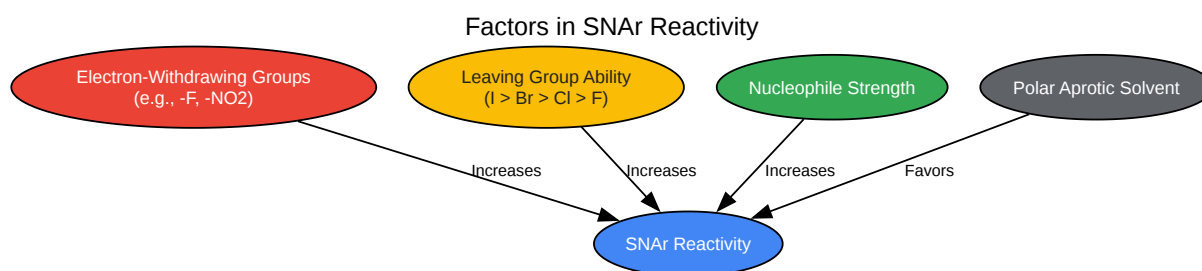 Factors in SNAr Reactivity
Electron-Withdrawing Groups
(e.g., -F, -NO2)
Leaving Group Ability
(I > Br > Cl > F)
Nucleophile Strength
Polar Aprotic Solvent
Increases
Increases
Increases
Favors
SNAr Reactivity